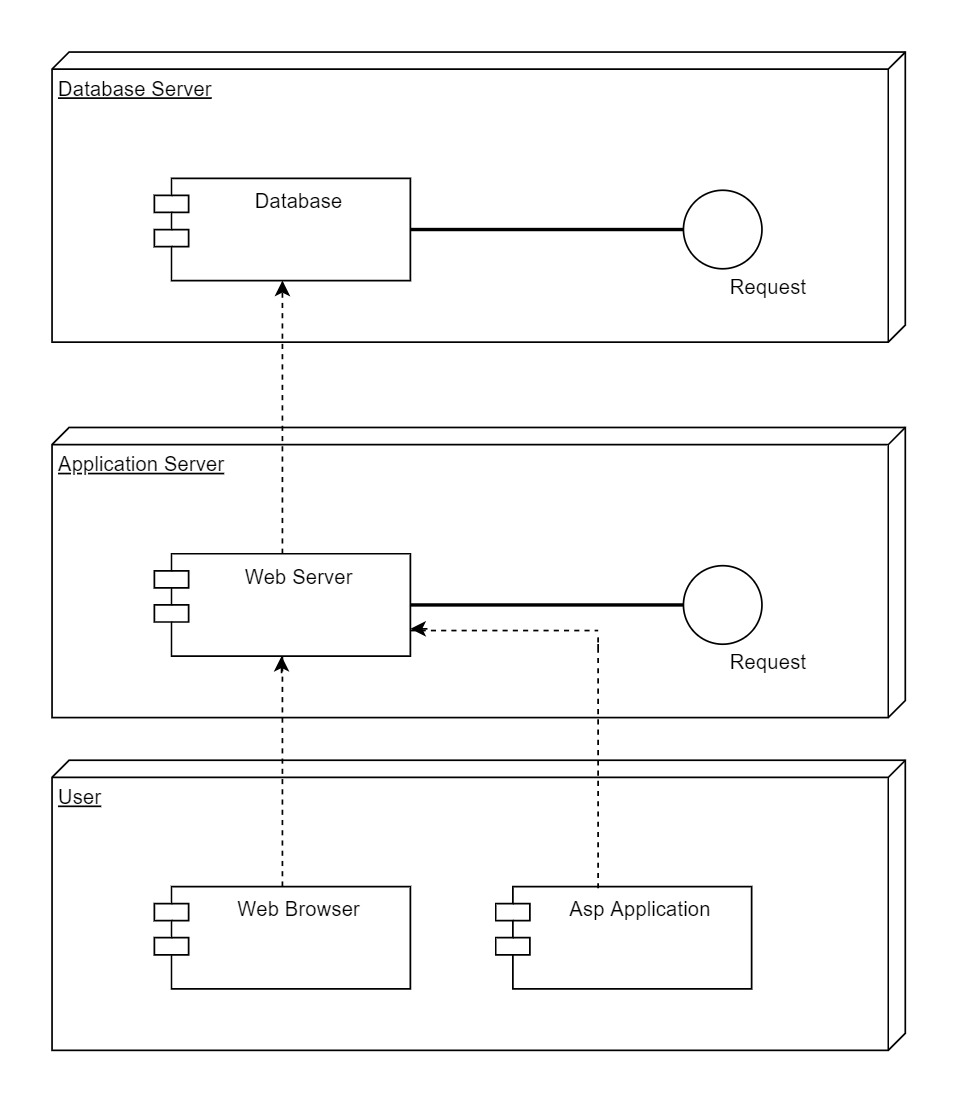 Database Server
Database
Request
Application Server
Web Server
Request
User
Web Browser
Asp Application